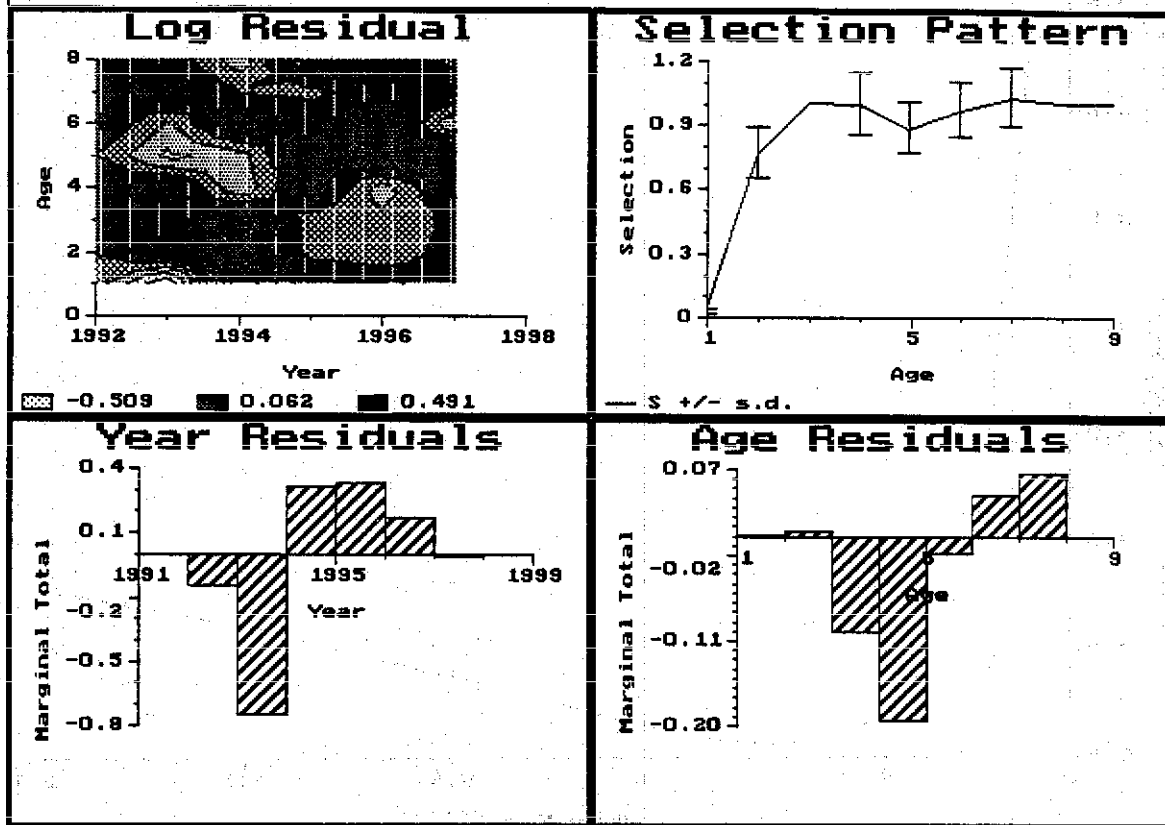 Log Residual
8
6
4
2
0
Age
1992 1994 1996 1998
Year
-0.509 0.062 0.491
Selection Pattern
1.2
0.9
0.6
0.3
0
Selection
1 5 9
Age
S +/- s.d.
Year Residuals
0.4
0.1
-0.2
-0.5
-0.8
Marginal Total
1991 1995 1999
Year
Age Residuals
0.07
-0.02
-0.11
-0.20
Marginal Total
1 5 9
Age